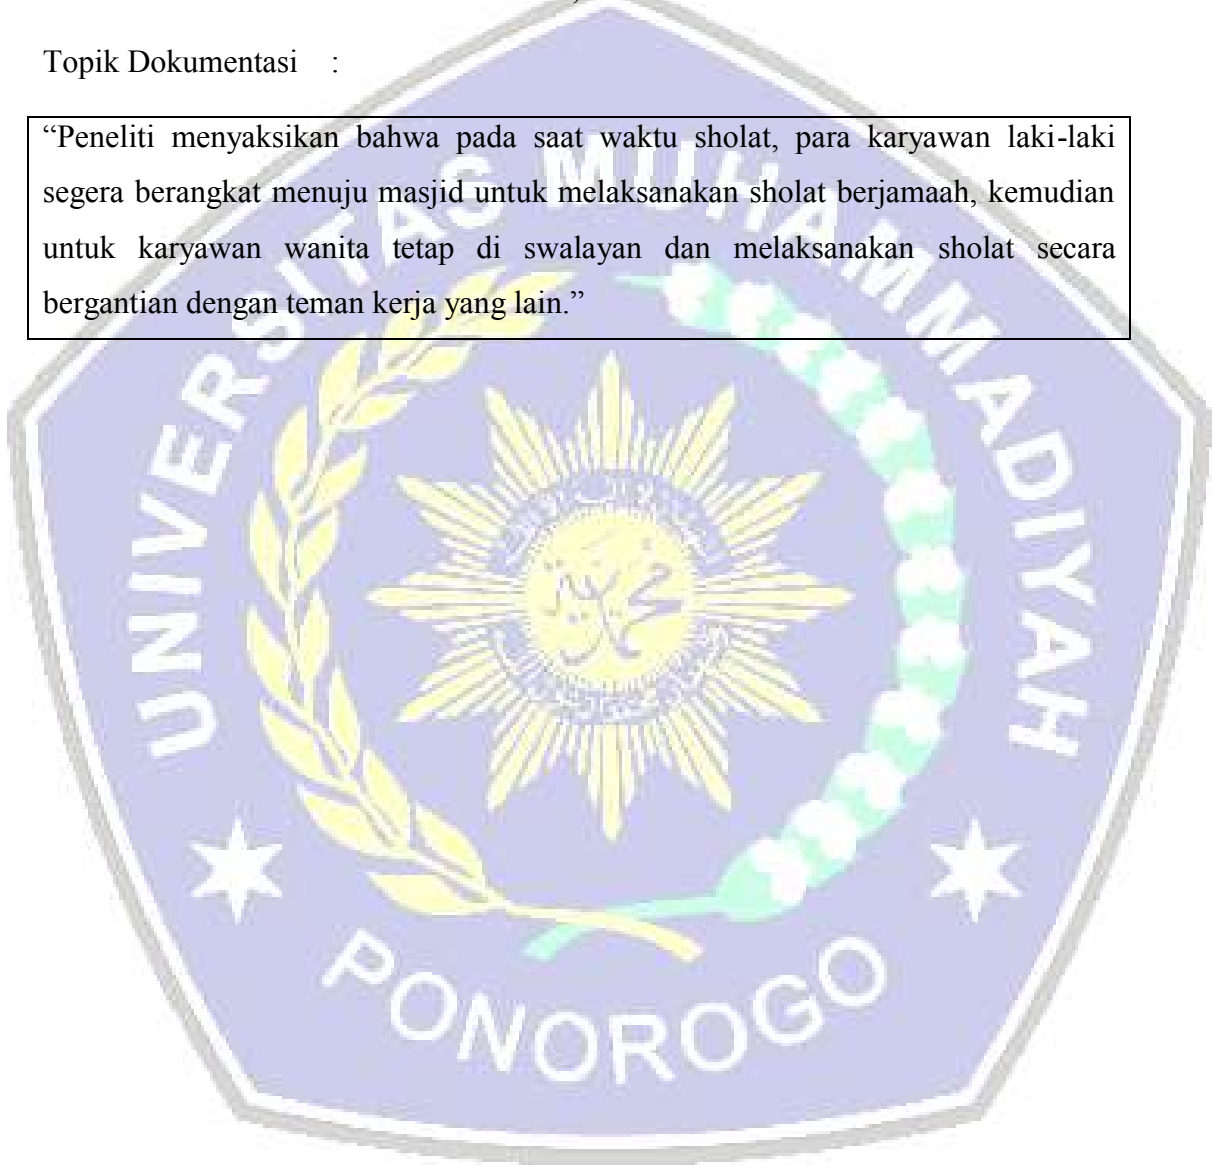 Topik Dokumentasi :
“Peneliti menyaksikan bahwa pada saat waktu sholat, para karyawan laki-laki
segera berangkat menuju masjid untuk melaksanakan sholat berjamaah, kemudian
untuk karyawan wanita tetap di swalayan dan melaksanakan sholat secara
bergantian dengan teman kerja yang lain.”
UNIVERSITAS MUHAMMADIYAH
PONOROGO